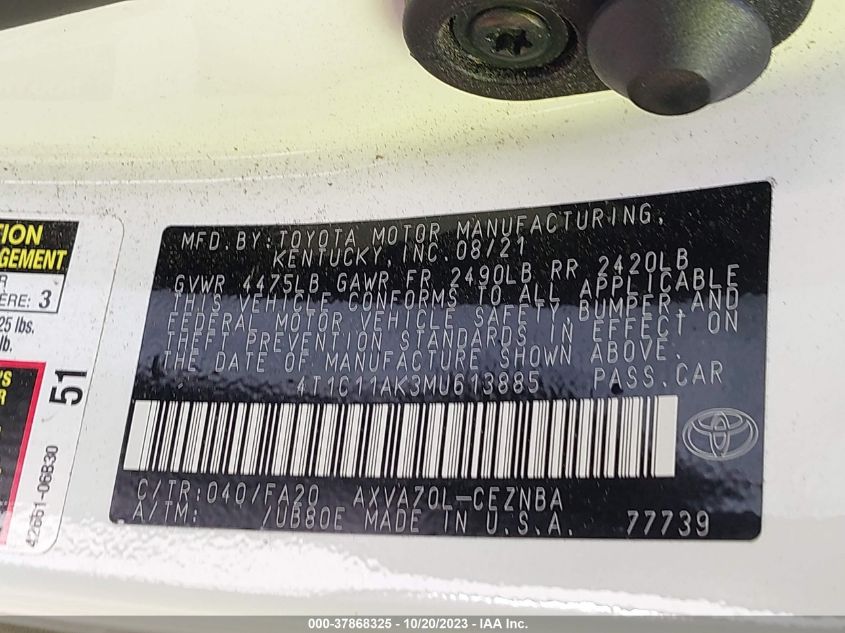 TION
GEMENT
R
ERE: 3
25 lbs.
lb.
'S
R
51
42661-06B30
MFD. BY: TOYOTA MOTOR MANUFACTURING,
KENTUCKY, INC. 08/21
GVWR 4475LB GAWR FR 2490LB RR 2420LB
THIS VEHICLE CONFORMS TO ALL APPLICABLE
FEDERAL MOTOR VEHICLE SAFETY, BUMPER, AND
THEFT PREVENTION STANDARDS IN EFFECT ON
THE DATE OF MANUFACTURE SHOWN ABOVE.
4T1C11AK3MU613885 PASS. CAR
C/TR: 040/FA20 AXVA70L-CEZNBA
A/TM: /UB80E MADE IN U.S.A. 77739
000-37868325 - 10/20/2023 - IAA Inc.